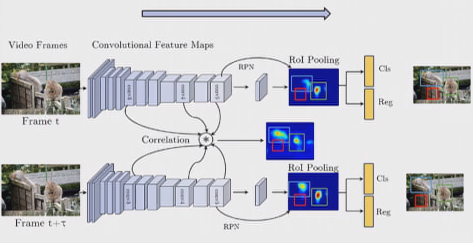 Video Frames
Convolutional Feature Maps
RPN
RoI Pooling
Cls
Reg
Frame t
Correlation
*
RoI Pooling
Cls
Reg
Frame t+τ
RPN